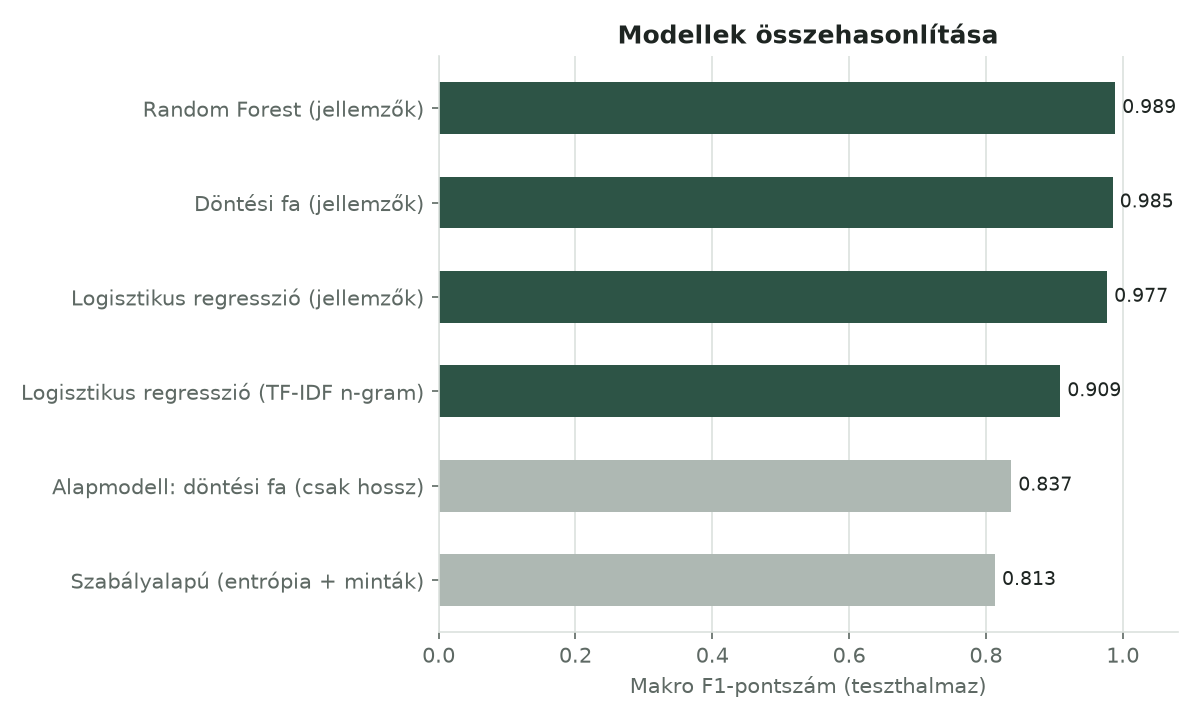 Modellek összehasonlítása
Random Forest (jellemzők) 0.989
Döntési fa (jellemzők) 0.985
Logisztikus regresszió (jellemzők) 0.977
Logisztikus regresszió (TF-IDF n-gram) 0.909
Alapmodell: döntési fa (csak hossz) 0.837
Szabályalapú (entrópia + minták) 0.813
0.0 0.2 0.4 0.6 0.8 1.0
Makro F1-pontszám (teszthalmaz)